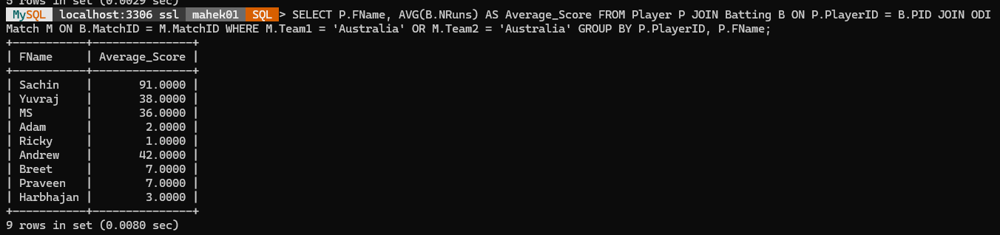 5 rows in set (0.0029 sec)
MySQL localhost:3306 ssl mahek01 SQL > SELECT P.FName, AVG(B.NRuns) AS Average_Score FROM Player P JOIN Batting B ON P.PlayerID = B.PID JOIN ODI
Match M ON B.MatchID = M.MatchID WHERE M.Team1 = 'Australia' OR M.Team2 = 'Australia' GROUP BY P.PlayerID, P.FName;
+-----------+---------------+
| FName     | Average_Score |
+-----------+---------------+
| Sachin    |       91.0000 |
| Yuvraj    |       38.0000 |
| MS        |       36.0000 |
| Adam      |        2.0000 |
| Ricky     |        1.0000 |
| Andrew    |       42.0000 |
| Breet     |        7.0000 |
| Praveen   |        7.0000 |
| Harbhajan |        3.0000 |
+-----------+---------------+
9 rows in set (0.0080 sec)